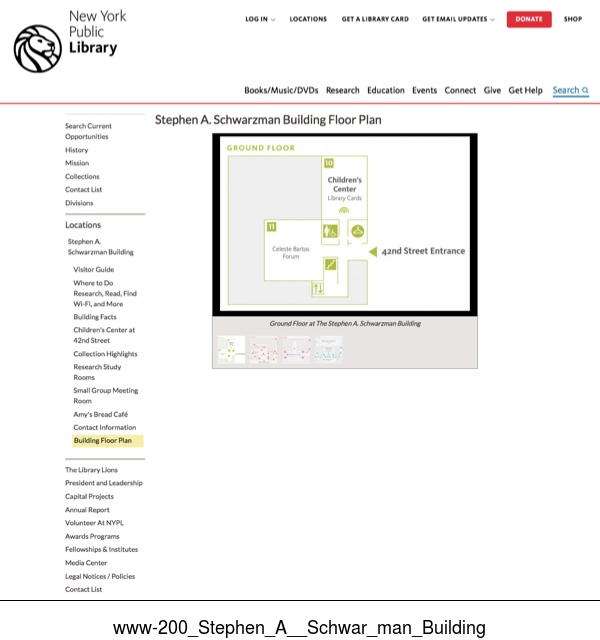 New York
Public
Library
LOG IN
LOCATIONS
GET A LIBRARY CARD
GET EMAIL UPDATES
DONATE
SHOP
Books/Music/DVDs
Research
Education
Events
Connect
Give
Get Help
Search
Search Current
Opportunities
History
Mission
Collections
Contact List
Divisions
Locations
Stephen A.
Schwarzman Building
Visitor Guide
Where to Do
Research, Read, Find
Wi-Fi, and More
Building Facts
Children's Center at
42nd Street
Collection Highlights
Research Study
Rooms
Small Group Meeting
Room
Amy's Bread Café
Contact Information
Building Floor Plan
The Library Lions
President and Leadership
Capital Projects
Annual Report
Volunteer At NYPL
Awards Programs
Fellowships & Institutes
Media Center
Legal Notices / Policies
Contact List
Stephen A. Schwarzman Building Floor Plan
GROUND FLOOR
10
Children's
Center
Library Cards
11
Celeste Bartos
Forum
42nd Street Entrance
Ground Floor at The Stephen A. Schwarzman Building
www-200_Stephen_A__Schwar_man_Building